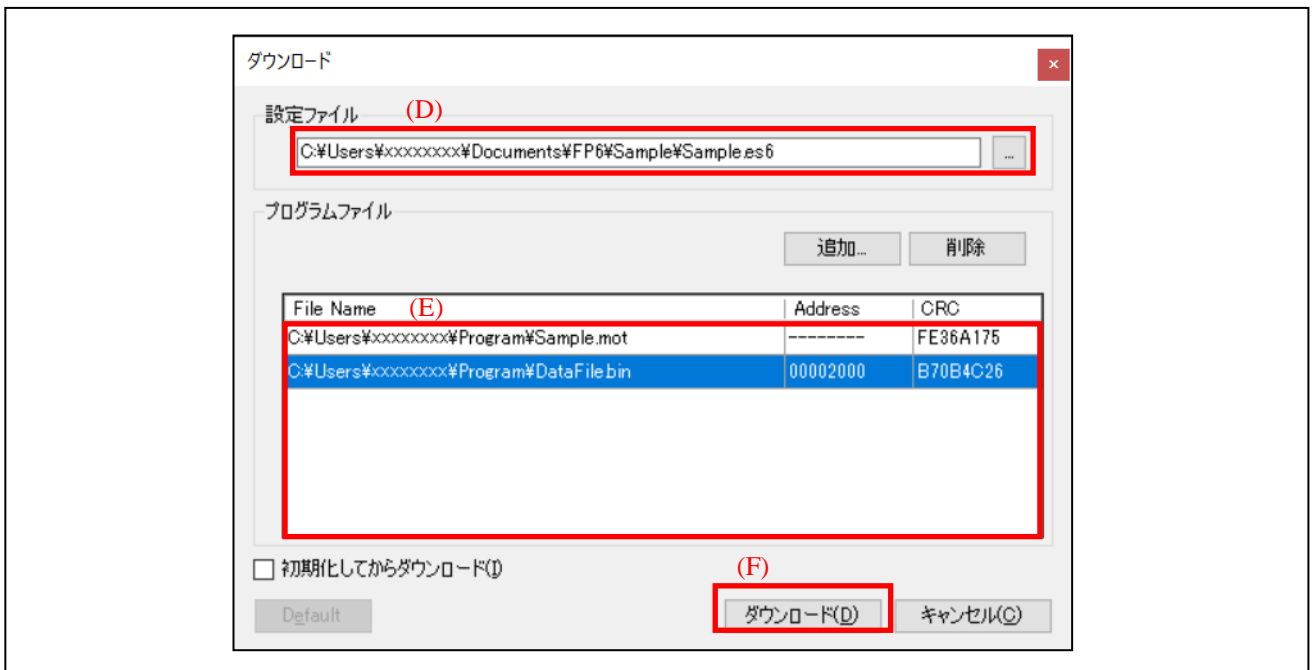 ダウンロード
×
設定ファイル (D)
C:¥Users¥xxxxxxxx¥Documents¥FP6¥Sample¥Sample.es6 ...
プログラムファイル
追加... 削除
File Name (E) Address CRC
C:¥Users¥xxxxxxxx¥Program¥Sample.mot -------- FE36A175
C:¥Users¥xxxxxxxx¥Program¥DataFile.bin 00002000 B70B4C26
初期化してからダウンロード(I)
(F)
Default ダウンロード(D) キャンセル(C)